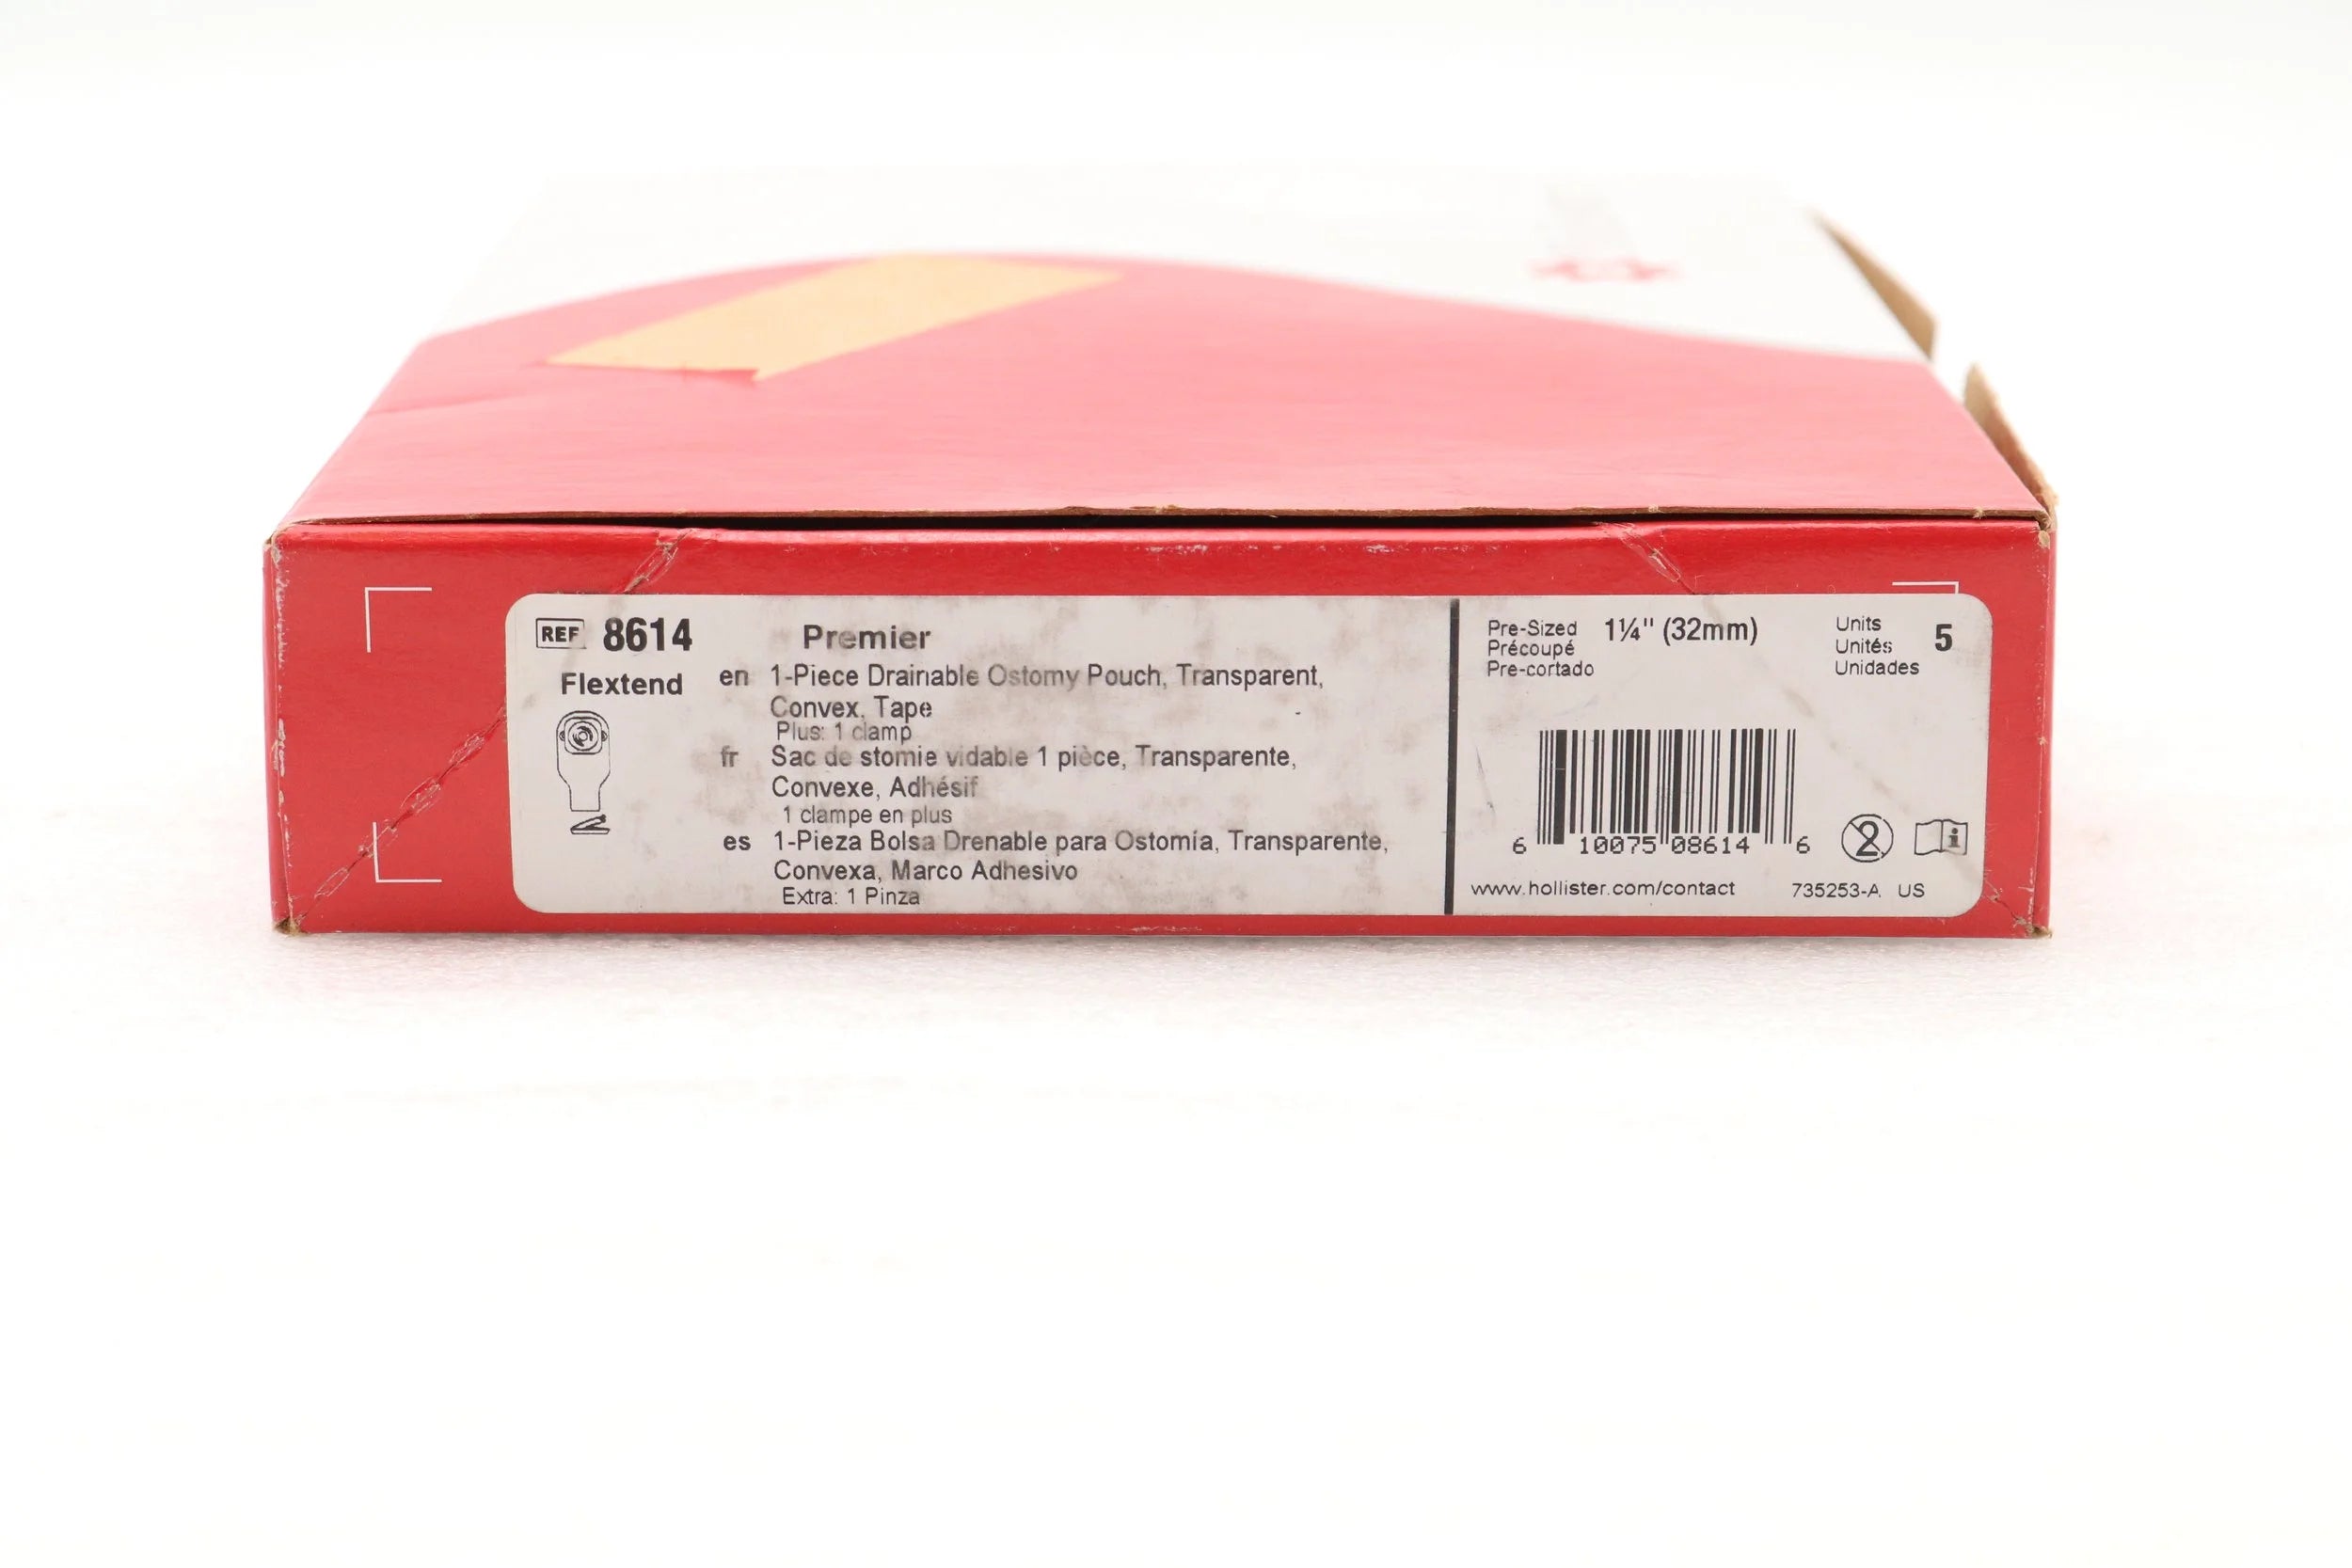 REF 8614 Premier
Flextend
en 1-Piece Drainable Ostomy Pouch, Transparent,
Convex, Tape
Plus: 1 clamp
fr Sac de stomie vidable 1 pièce, Transparente,
Convexe, Adhésif
1 clampe en plus
es 1-Pieza Bolsa Drenable para Ostomía, Transparente,
Convexa, Marco Adhesivo
Extra: 1 Pinza
Pre-Sized 1¼" (32mm)
Précoupé
Pre-cortado
Units 5
Unités
Unidades
6 10075 08614 6
2
i
www.hollister.com/contact 735253-A US